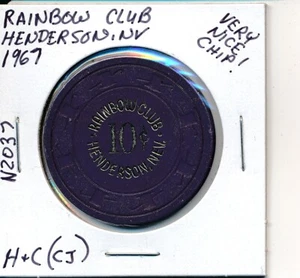 RAINBOW CLUB
HENDERSON, NV
1967
VERY
NICE
CHIP!
RAINBOW CLUB
10¢
HENDERSON, NEV.
N2037
H+C (CJ)